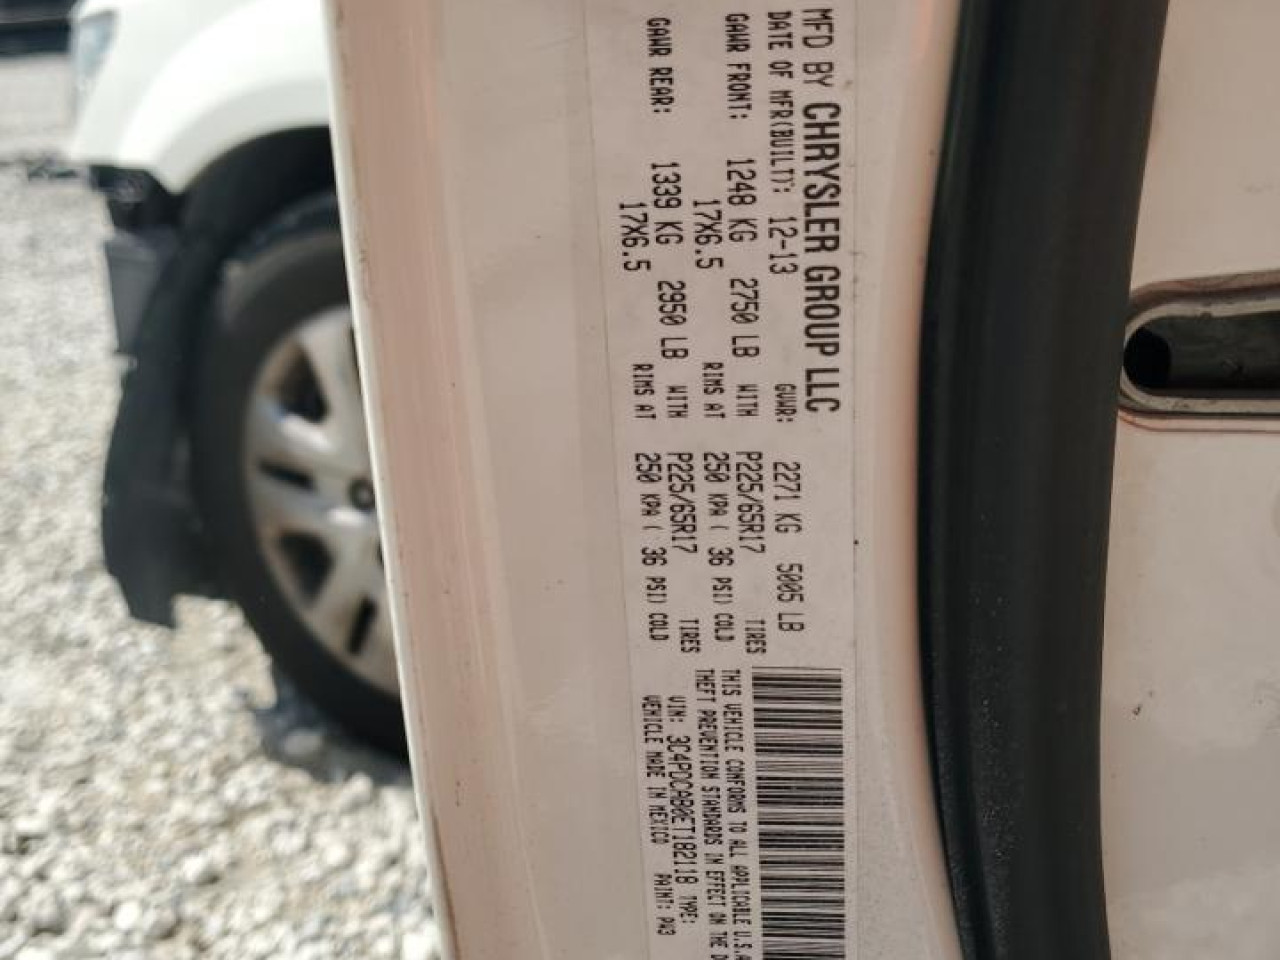 MFD BY CHRYSLER GROUP LLC
DATE OF MFR(BUILT): 12-13 GVWR: 2271 KG 5005 LB
GAWR FRONT: 1248 KG 2750 LB WITH P225/65R17 TIRES
17X6.5 RIMS AT 250 KPA ( 36 PSI) COLD
GAWR REAR: 1339 KG 2950 LB WITH P225/65R17 TIRES
17X6.5 RIMS AT 250 KPA ( 36 PSI) COLD
THIS VEHICLE CONFORMS TO ALL APPLICABLE U.S.A
THEFT PREVENTION STANDARDS IN EFFECT ON THE D
VIN: 3C4PDCAB0ET182118 TYPE:
VEHICLE MADE IN MEXICO PAINT: PW3